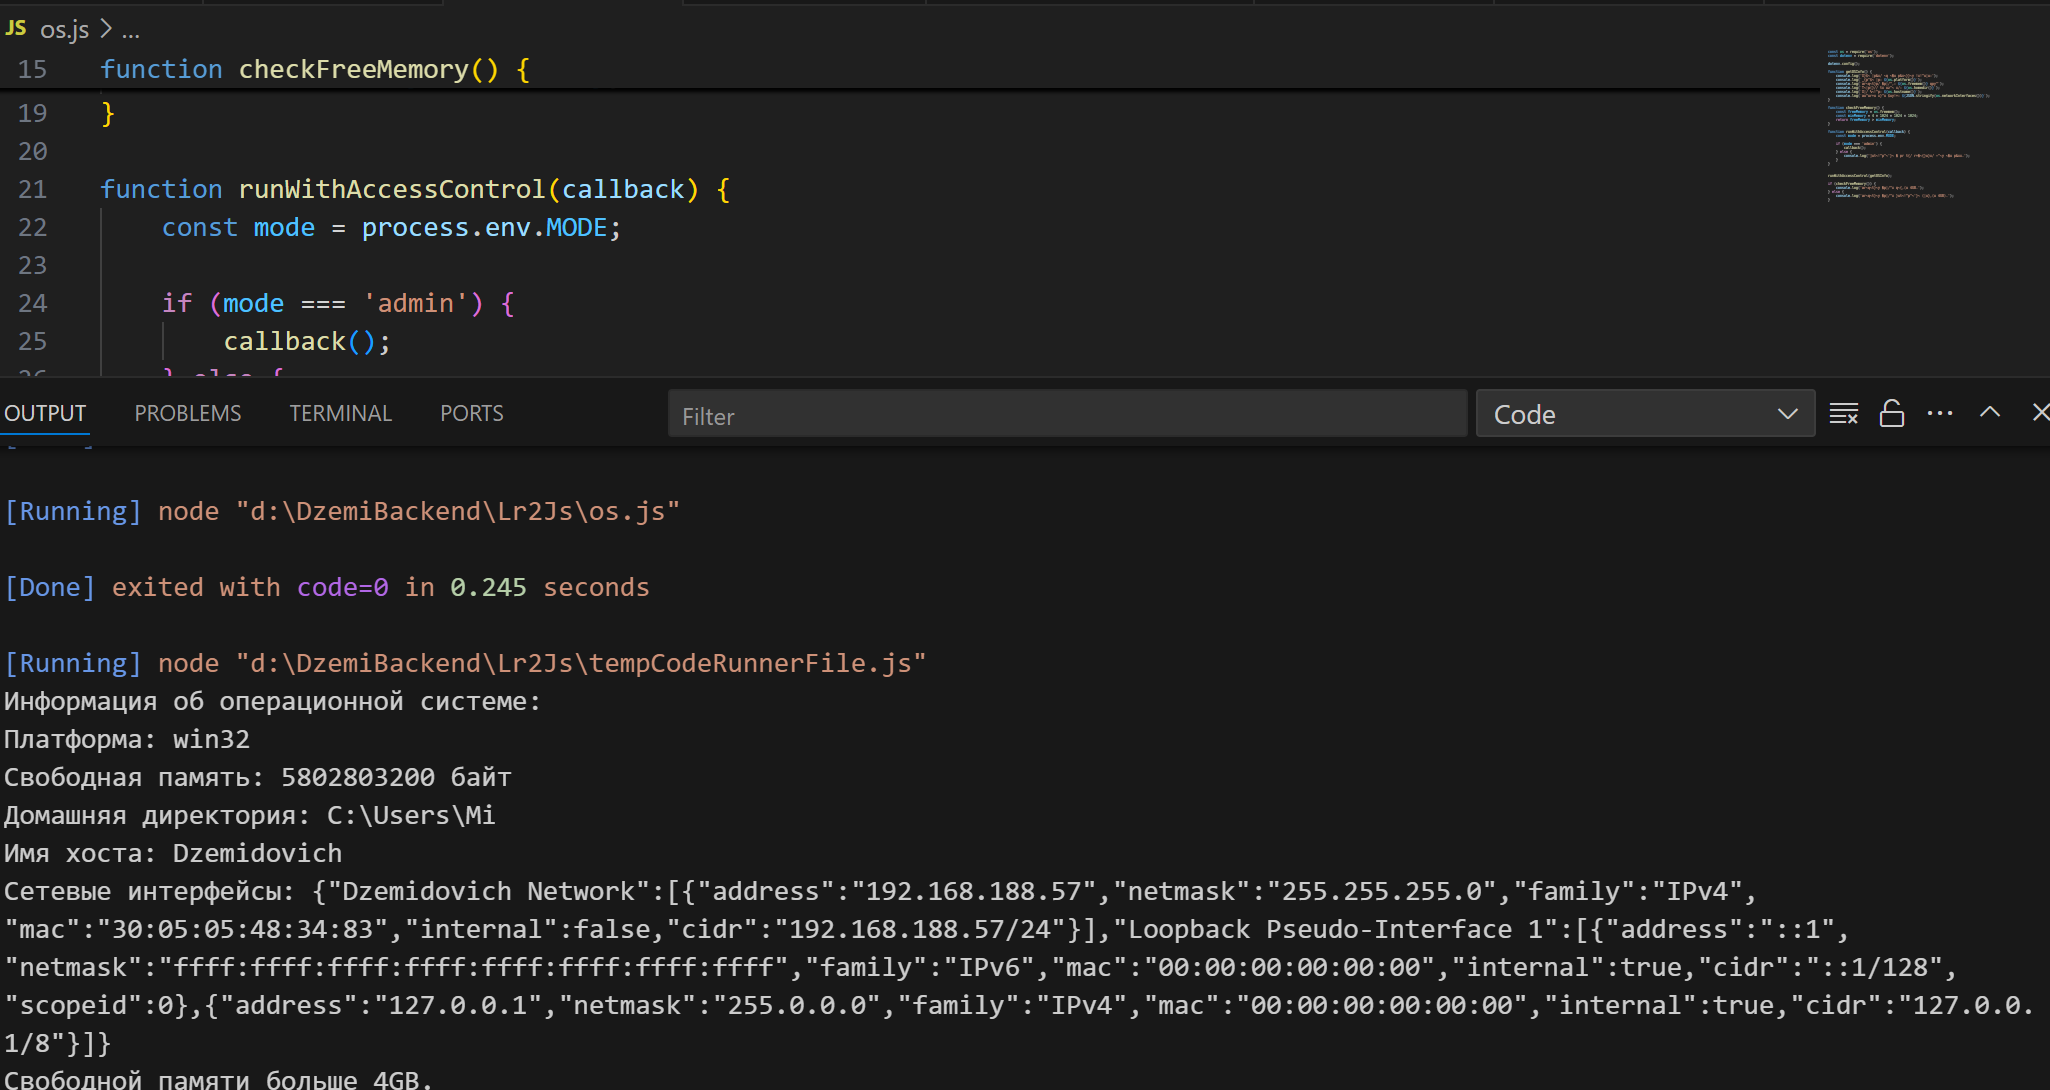 JS os.js > ...
15 function checkFreeMemory() {
19 }
20
21 function runWithAccessControl(callback) {
22 const mode = process.env.MODE;
23
24 if (mode === 'admin') {
25 callback();
26 } else {
OUTPUT PROBLEMS TERMINAL PORTS Filter Code
[Running] node "d:\DzemiBackend\Lr2Js\os.js"
[Done] exited with code=0 in 0.245 seconds
[Running] node "d:\DzemiBackend\Lr2Js\tempCodeRunnerFile.js"
Информация об операционной системе:
Платформа: win32
Свободная память: 5802803200 байт
Домашняя директория: C:\Users\Mi
Имя хоста: Dzemidovich
Сетевые интерфейсы: {"Dzemidovich Network":[{"address":"192.168.188.57","netmask":"255.255.255.0","family":"IPv4",
"mac":"30:05:05:48:34:83","internal":false,"cidr":"192.168.188.57/24"}],"Loopback Pseudo-Interface 1":[{"address":"::1",
"netmask":"ffff:ffff:ffff:ffff:ffff:ffff:ffff:ffff","family":"IPv6","mac":"00:00:00:00:00:00","internal":true,"cidr":"::1/128",
"scopeid":0},{"address":"127.0.0.1","netmask":"255.0.0.0","family":"IPv4","mac":"00:00:00:00:00:00","internal":true,"cidr":"127.0.0.
1/8"}]}
Свободной памяти больше 4GB.